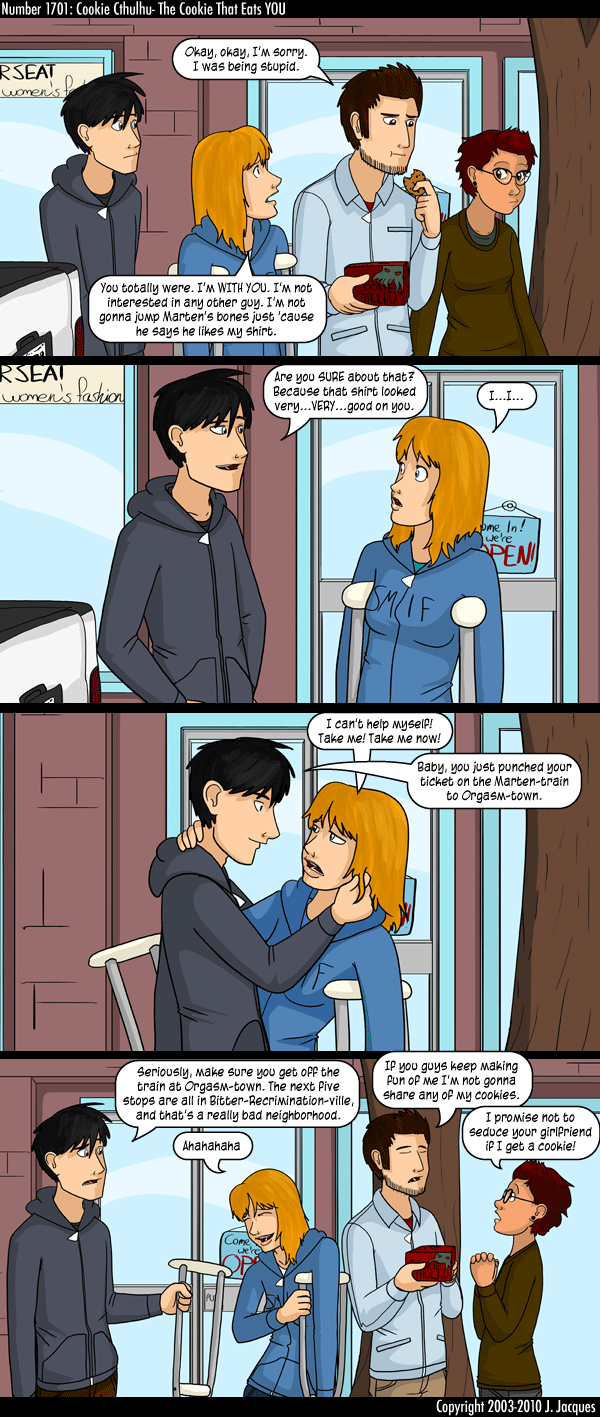 Number 1701: Cookie Cthulhu- The Cookie That Eats YOU
R SEAT
women's f
Okay, okay, I'm sorry.
I was being stupid.
You totally were. I'm WITH YOU. I'm not
interested in any other guy. I'm not
gonna jump Marten's bones just 'cause
he says he likes my shirt.
R SEAT
women's fashion
Are you SURE about that?
Because that shirt looked
very...VERY...good on you.
I...I...
ome In!
we're
OPEN!
SMIF
I can't help myself!
Take me! Take me now!
Baby, you just punched your
ticket on the Marten-train
to Orgasm-town.
F
Seriously, make sure you get off the
train at Orgasm-town. The next five
stops are all in Bitter-Recrimination-ville,
and that's a really bad neighborhood.
Ahahahaha
If you guys keep making
fun of me I'm not gonna
share any of my cookies.
I promise not to
seduce your girlfriend
if I get a cookie!
Come
we're
OP
Copyright 2003-2010 J. Jacques